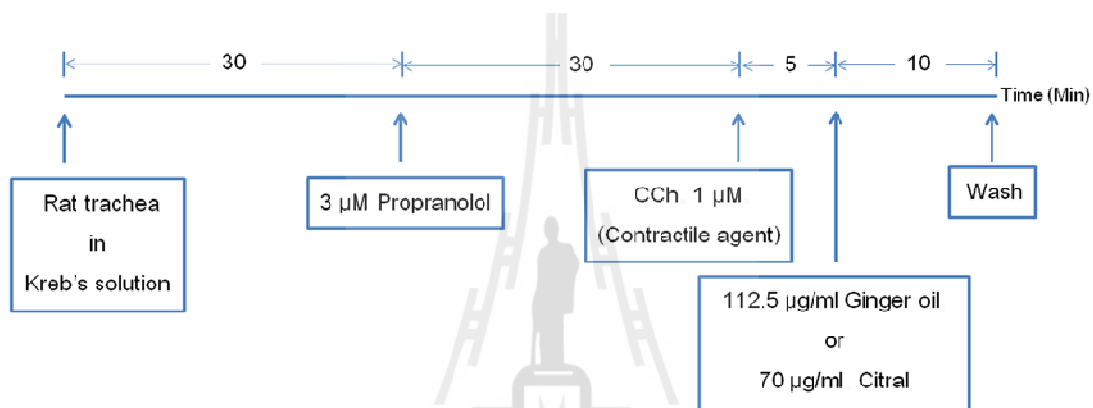 30
30
5
10
Time (Min)
Rat trachea
in
Kreb's solution
3 µM Propranolol
CCh 1 µM
(Contractile agent)
Wash
112.5 µg/ml Ginger oil
or
70 µg/ml Citral